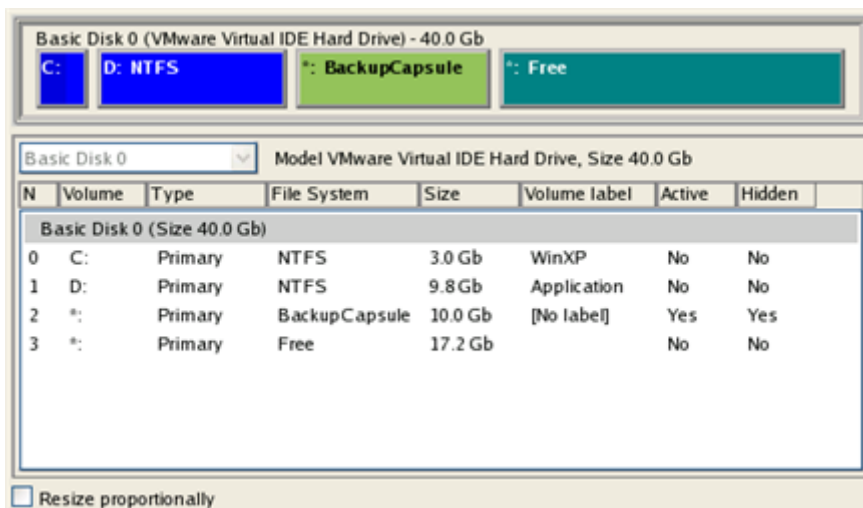 Basic Disk 0 (VMware Virtual IDE Hard Drive) - 40.0 Gb
C: D: NTFS *: BackupCapsule *: Free
Basic Disk 0 Model VMware Virtual IDE Hard Drive, Size 40.0 Gb
N Volume Type File System Size Volume label Active Hidden
Basic Disk 0 (Size 40.0 Gb)
0 C: Primary NTFS 3.0 Gb WinXP No No
1 D: Primary NTFS 9.8 Gb Application No No
2 *: Primary BackupCapsule 10.0 Gb [No label] Yes Yes
3 *: Primary Free 17.2 Gb No No
Resize proportionally